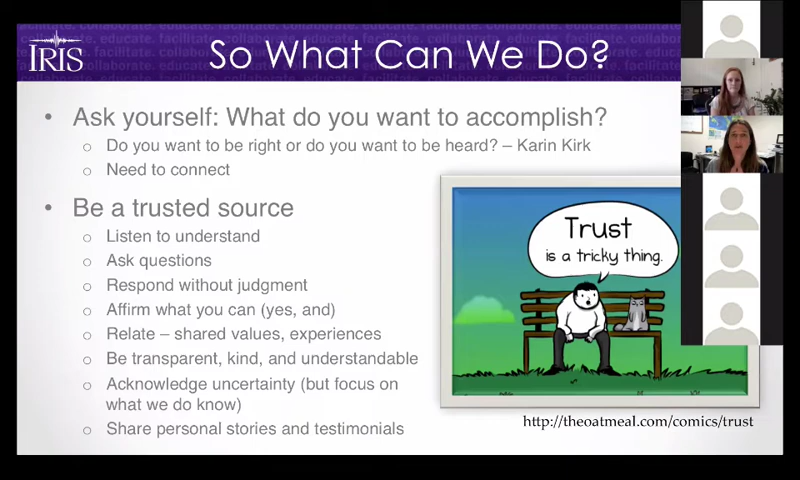 IRIS
So What Can We Do?
• Ask yourself: What do you want to accomplish?
o Do you want to be right or do you want to be heard? – Karin Kirk
o Need to connect
• Be a trusted source
o Listen to understand
o Ask questions
o Respond without judgment
o Affirm what you can (yes, and)
o Relate – shared values, experiences
o Be transparent, kind, and understandable
o Acknowledge uncertainty (but focus on
what we do know)
o Share personal stories and testimonials
Trust
is a tricky thing.
http://theoatmeal.com/comics/trust